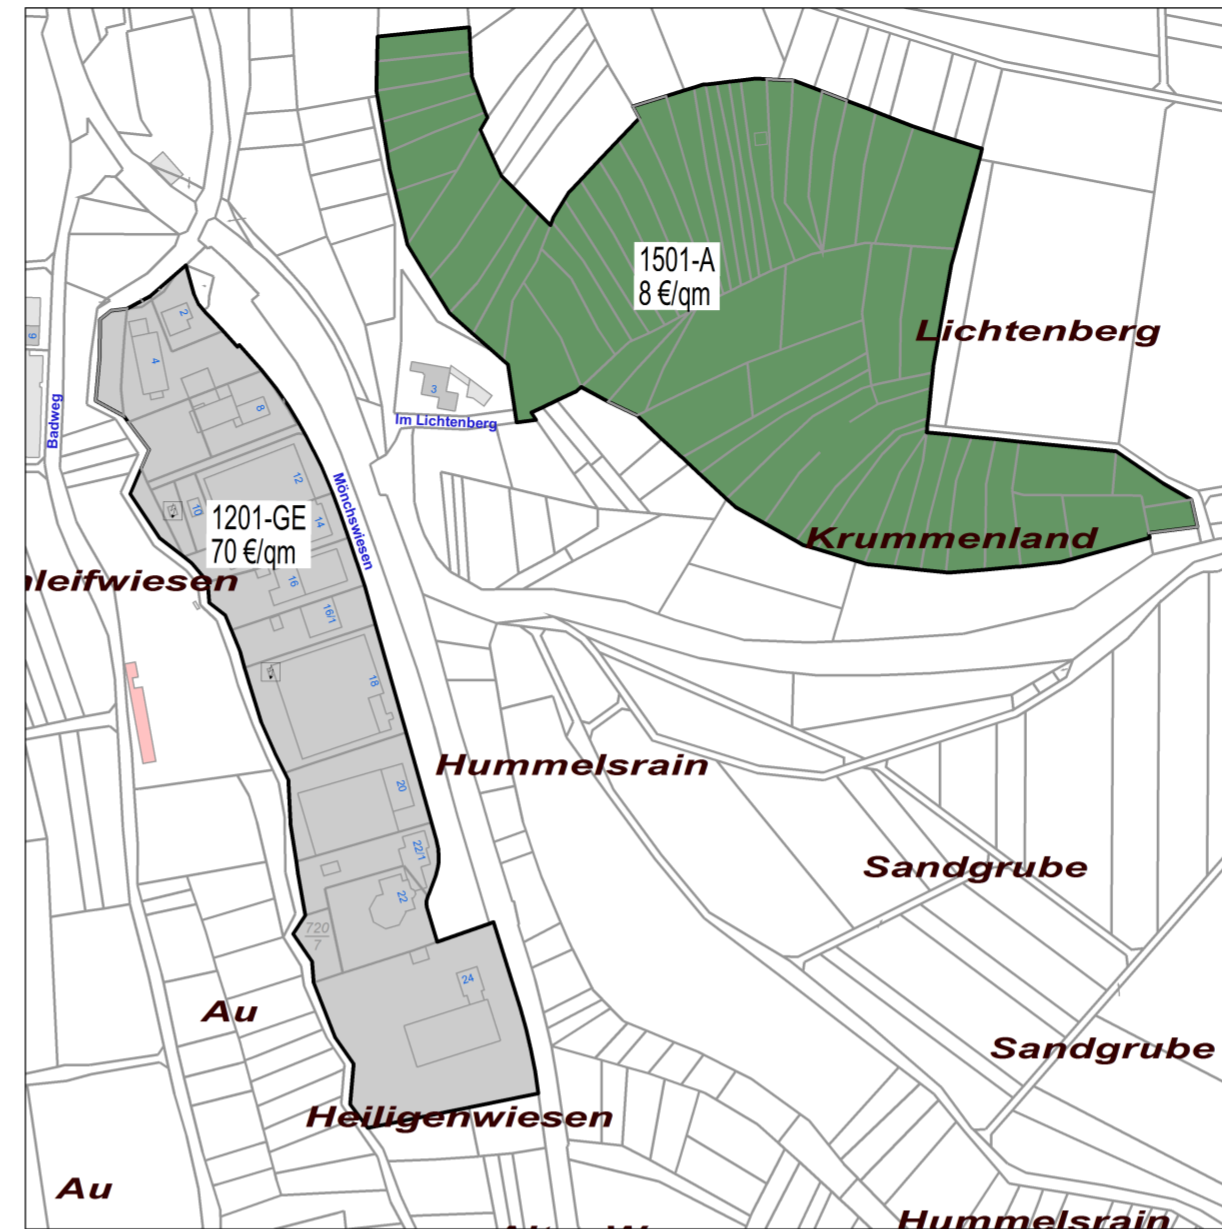 1501-A
8 €/qm
Lichtenberg
2
6
4
3
8
Im Lichtenberg
Badweg
12
Mönchswiesen
10
14
1201-GE
70 €/qm
Krummenland
hleifwiesen
16
16/1
18
Hummelsrain
20
22/1
Sandgrube
22
720
7
24
Au
Sandgrube
Heiligenwiesen
Au
Hummelsrain